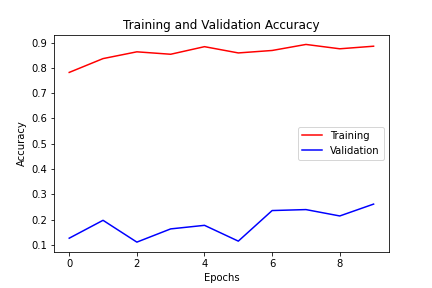 Training and Validation Accuracy
0.9
0.8
0.7
0.6
0.5
0.4
0.3
0.2
0.1
Accuracy
Training
Validation
0 2 4 6 8
Epochs